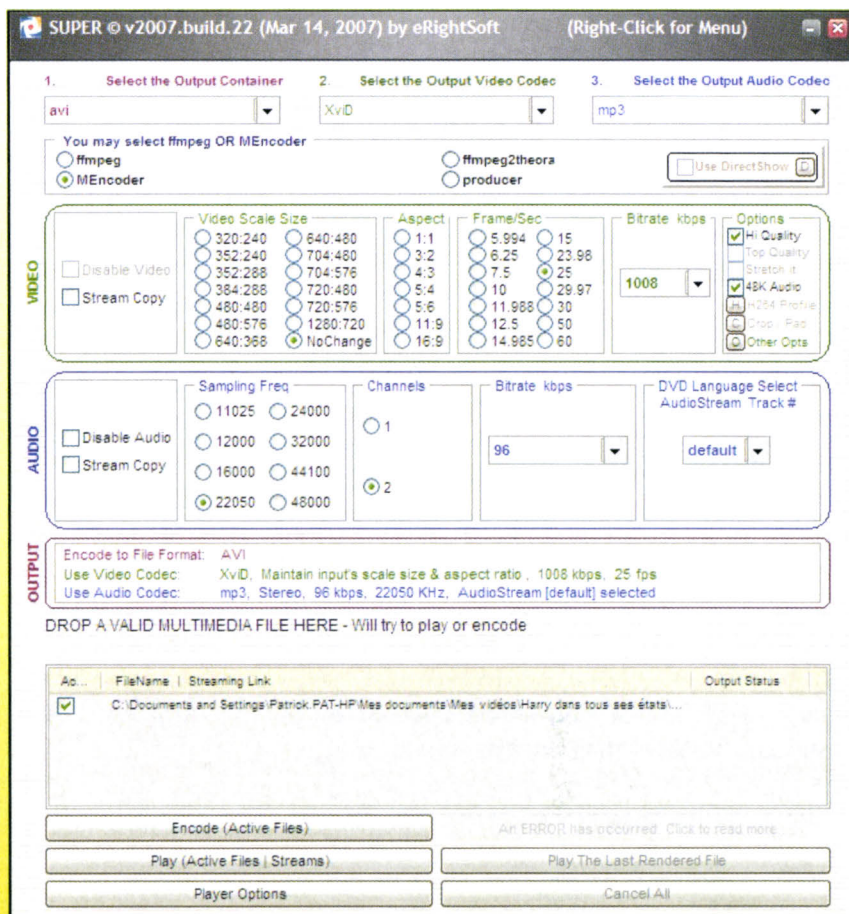 SUPER © v2007.build.22 (Mar 14, 2007) by eRightSoft (Right-Click for Menu)
1. Select the Output Container 2. Select the Output Video Codec 3. Select the Output Audio Codec
avi XviD mp3
You may select ffmpeg OR MEncoder
ffmpeg ffmpeg2theora Use DirectShow D
MEncoder producer
VIDEO
Disable Video
Stream Copy
Video Scale Size
320:240 640:480
352:240 704:480
352:288 704:576
384:288 720:480
480:480 720:576
480:576 1280:720
640:368 NoChange
Aspect
1:1
3:2
4:3
5:4
5:6
11:9
16:9
Frame/Sec
5.994 15
6.25 23.98
7.5 25
10 29.97
11.988 30
12.5 50
14.985 60
Bitrate kbps
1008
Options
Hi Quality
Top Quality
Stretch it
48K Audio
H H264 Profile
C Crop / Pad
O Other Opts
AUDIO
Disable Audio
Stream Copy
Sampling Freq
11025 24000
12000 32000
16000 44100
22050 48000
Channels
1
2
Bitrate kbps
96
DVD Language Select
AudioStream Track #
default
OUTPUT
Encode to File Format: AVI
Use Video Codec: XviD, Maintain input's scale size & aspect ratio , 1008 kbps, 25 fps
Use Audio Codec: mp3, Stereo, 96 kbps, 22050 KHz, AudioStream [default] selected
DROP A VALID MULTIMEDIA FILE HERE - Will try to play or encode
Ac... FileName | Streaming Link Output Status
C:\Documents and Settings\Patrick.PAT-HP\Mes documents\Mes vidéos\Harry dans tous ses états\...
Encode (Active Files) An ERROR has occurred. Click to read more...
Play (Active Files | Streams) Play The Last Rendered File
Player Options Cancel All